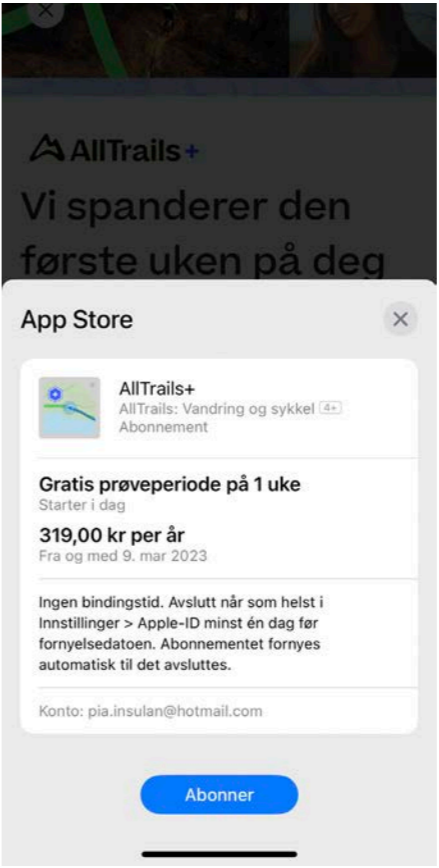 AllTrails+
Vi spanderer den
første uken på deg
App Store
AllTrails+
AllTrails: Vandring og sykkel 4+
Abonnement
Gratis prøveperiode på 1 uke
Starter i dag
319,00 kr per år
Fra og med 9. mar 2023
Ingen bindingstid. Avslutt når som helst i
Innstillinger > Apple-ID minst én dag før
fornyelsedatoen. Abonnementet fornyes
automatisk til det avsluttes.
Konto: pia.insulan@hotmail.com
Abonner